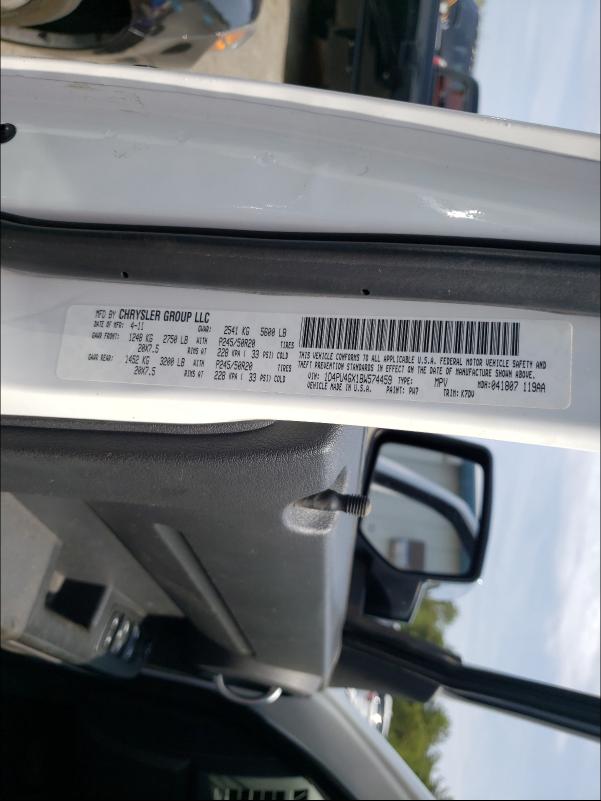 MFD BY CHRYSLER GROUP LLC
DATE OF MFR: 4-11 GVWR: 2541 KG 5600 LB
GAWR FRONT: 1248 KG 2750 LB WITH P245/50R20 TIRES
20X7.5 RIMS AT 228 KPA ( 33 PSI) COLD
GAWR REAR: 1452 KG 3200 LB WITH P245/50R20 TIRES
20X7.5 RIMS AT 228 KPA ( 33 PSI) COLD
THIS VEHICLE CONFORMS TO ALL APPLICABLE U.S.A. FEDERAL MOTOR VEHICLE SAFETY AND
THEFT PREVENTION STANDARDS IN EFFECT ON THE DATE OF MANUFACTURE SHOWN ABOVE.
VIN: 1D4PU4GX1BW574459 TYPE: MPV MDH: 041807 119AA
VEHICLE MADE IN U.S.A. PAINT: PW7 TRIM: K7DV